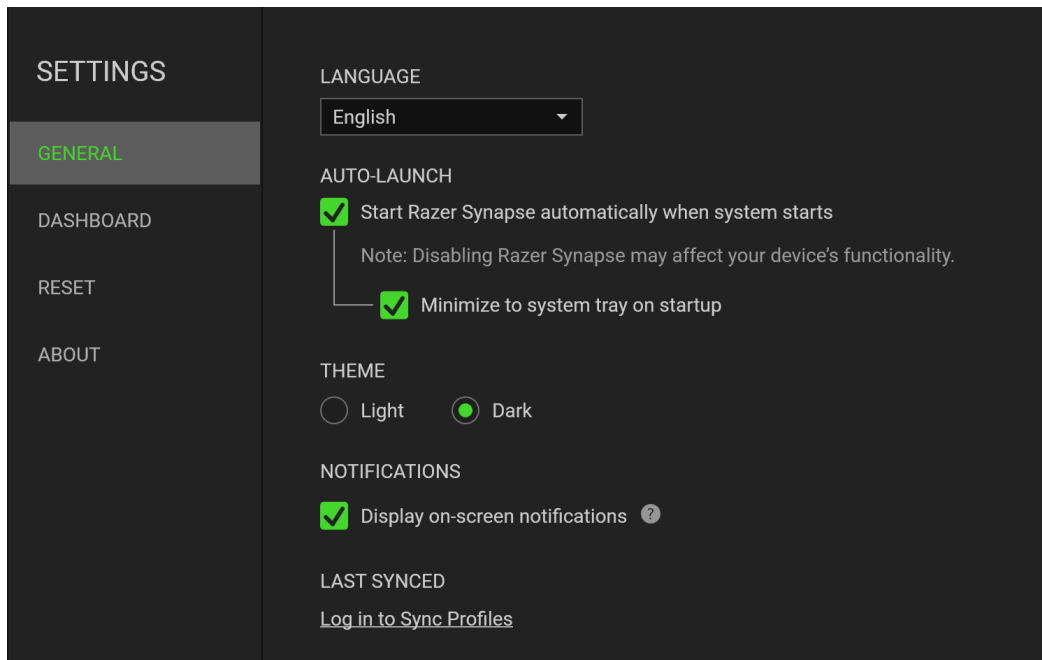 SETTINGS
GENERAL
DASHBOARD
RESET
ABOUT
LANGUAGE
English
AUTO-LAUNCH
Start Razer Synapse automatically when system starts
Note: Disabling Razer Synapse may affect your device’s functionality.
Minimize to system tray on startup
THEME
Light Dark
NOTIFICATIONS
Display on-screen notifications ?
LAST SYNCED
Log in to Sync Profiles